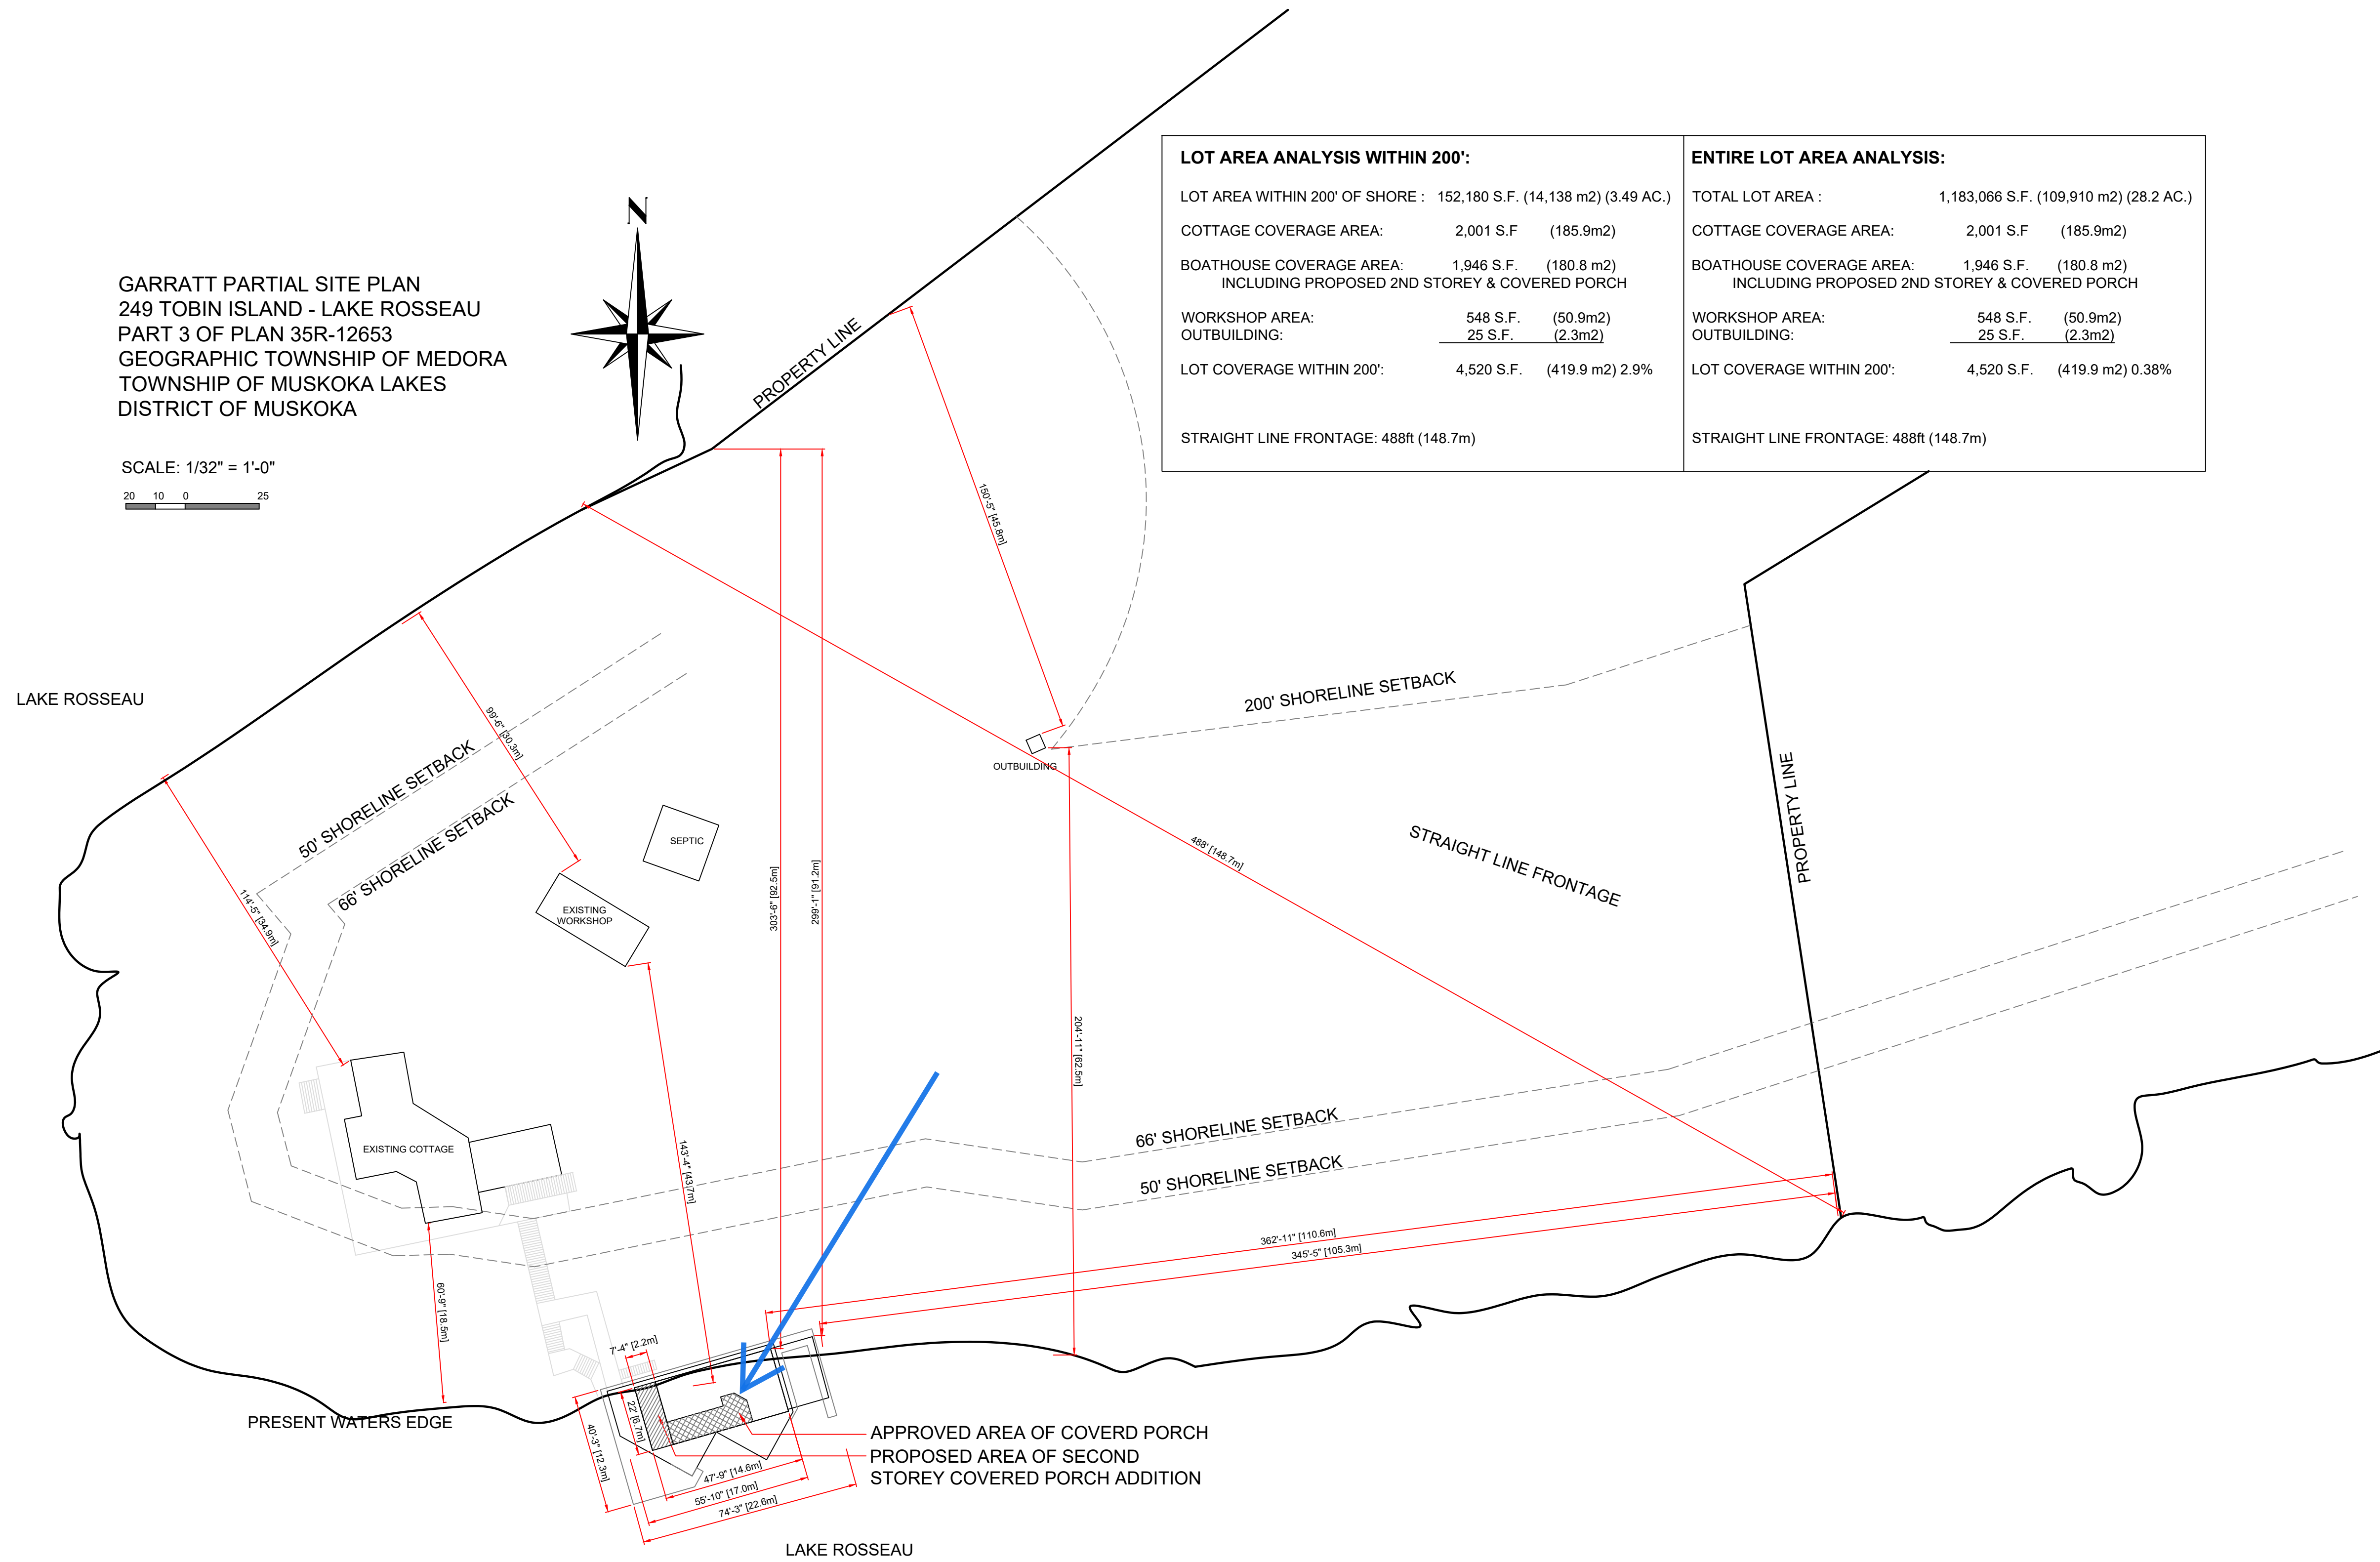 GARRATT PARTIAL SITE PLAN
249 TOBIN ISLAND - LAKE ROSSEAU
PART 3 OF PLAN 35R-12653
GEOGRAPHIC TOWNSHIP OF MEDORA
TOWNSHIP OF MUSKOKA LAKES
DISTRICT OF MUSKOKA
SCALE: 1/32" = 1'-0"
20 10 0 25
N
LOT AREA ANALYSIS WITHIN 200':
LOT AREA WITHIN 200' OF SHORE : 152,180 S.F. (14,138 m2) (3.49 AC.)
COTTAGE COVERAGE AREA: 2,001 S.F (185.9m2)
BOATHOUSE COVERAGE AREA: 1,946 S.F. (180.8 m2)
INCLUDING PROPOSED 2ND STOREY & COVERED PORCH
WORKSHOP AREA: 548 S.F. (50.9m2)
OUTBUILDING: 25 S.F. (2.3m2)
LOT COVERAGE WITHIN 200': 4,520 S.F. (419.9 m2) 2.9%
STRAIGHT LINE FRONTAGE: 488ft (148.7m)
ENTIRE LOT AREA ANALYSIS:
TOTAL LOT AREA : 1,183,066 S.F. (109,910 m2) (28.2 AC.)
COTTAGE COVERAGE AREA: 2,001 S.F (185.9m2)
BOATHOUSE COVERAGE AREA: 1,946 S.F. (180.8 m2)
INCLUDING PROPOSED 2ND STOREY & COVERED PORCH
WORKSHOP AREA: 548 S.F. (50.9m2)
OUTBUILDING: 25 S.F. (2.3m2)
LOT COVERAGE WITHIN 200': 4,520 S.F. (419.9 m2) 0.38%
STRAIGHT LINE FRONTAGE: 488ft (148.7m)
PROPERTY LINE
150'-5" [45.8m]
LAKE ROSSEAU
99'-6" [30.3m]
50' SHORELINE SETBACK
66' SHORELINE SETBACK
114'-5" [34.9m]
SEPTIC
EXISTING
WORKSHOP
303'-6" [92.5m]
299'-1" [91.2m]
OUTBUILDING
200' SHORELINE SETBACK
488' [148.7m]
STRAIGHT LINE FRONTAGE
PROPERTY LINE
204'-11" [62.5m]
EXISTING COTTAGE
143'-4" [43.7m]
66' SHORELINE SETBACK
50' SHORELINE SETBACK
362'-11" [110.6m]
345'-5" [105.3m]
60'-9" [18.5m]
7'-4" [2.2m]
22' [6.7m]
40'-3" [12.3m]
PRESENT WATERS EDGE
APPROVED AREA OF COVERD PORCH
PROPOSED AREA OF SECOND
STOREY COVERED PORCH ADDITION
47'-9" [14.6m]
55'-10" [17.0m]
74'-3" [22.6m]
LAKE ROSSEAU